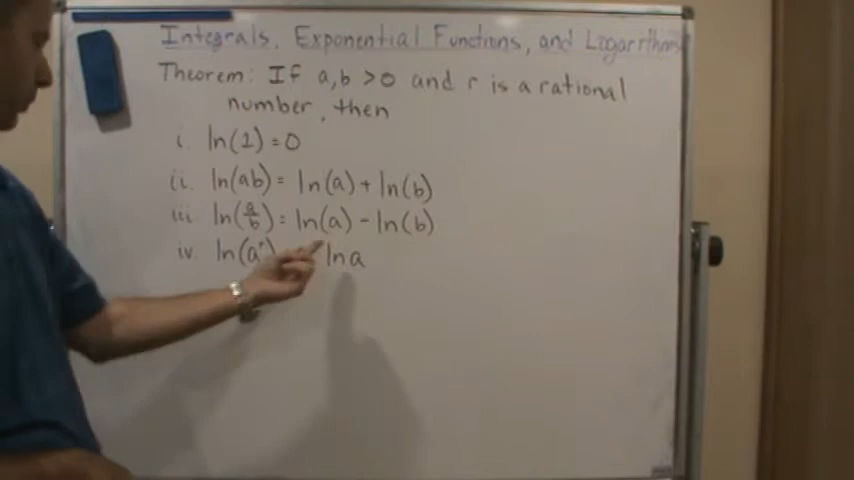 Integrals, Exponential Functions, and Logarithms
Theorem: If a,b >0 and r is a rational
number, then
i. ln(1)=0
ii. ln(ab)= ln(a)+ln(b)
iii ln(a/b)= ln(a)-ln(b)
iv. ln(a^r) ln a